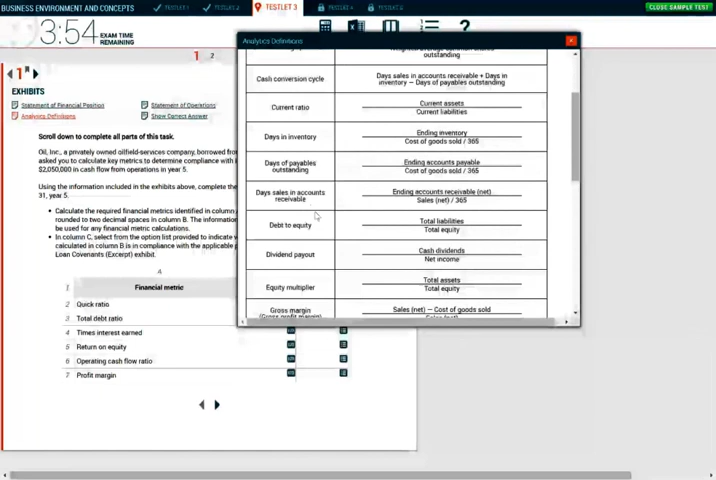 BUSINESS ENVIRONMENT AND CONCEPTS
TESTLET 1
TESTLET 2
TESTLET 3
TESTLET 4
TESTLET 5
CLOSE SAMPLE TEST
3:54 EXAM TIME REMAINING
1 2
1
EXHIBITS
Statement of Financial Position
Statement of Operations
Analytics Definitions
Show Correct Answer
Scroll down to complete all parts of this task.
Oil, Inc., a privately owned oilfield-services company, borrowed from
asked you to calculate key metrics to determine compliance with
$2,050,000 in cash flow from operations in year 5.
Using the information included in the exhibits above, complete the
31, year 5.
• Calculate the required financial metrics identified in column
rounded to two decimal spaces in column B. The information
be used for any financial metric calculations.
• In column C, select from the option list provided to indicate
calculated in column B is in compliance with the applicable
Loan Covenants (Excerpt) exhibit.
A
1 Financial metric
2 Quick ratio
3 Total debt ratio
4 Times interest earned
5 Return on equity
6 Operating cash flow ratio
7 Profit margin
Analytics Definitions
outstanding
Cash conversion cycle
Days sales in accounts receivable + Days in
inventory – Days of payables outstanding
Current ratio
Current assets
Current liabilities
Days in inventory
Ending inventory
Cost of goods sold / 365
Days of payables
outstanding
Ending accounts payable
Cost of goods sold / 365
Days sales in accounts
receivable
Ending accounts receivable (net)
Sales (net) / 365
Debt to equity
Total liabilities
Total equity
Dividend payout
Cash dividends
Net income
Equity multiplier
Total assets
Total equity
Gross margin
(Gross profit margin)
Sales (net) – Cost of goods sold
Sales (net)